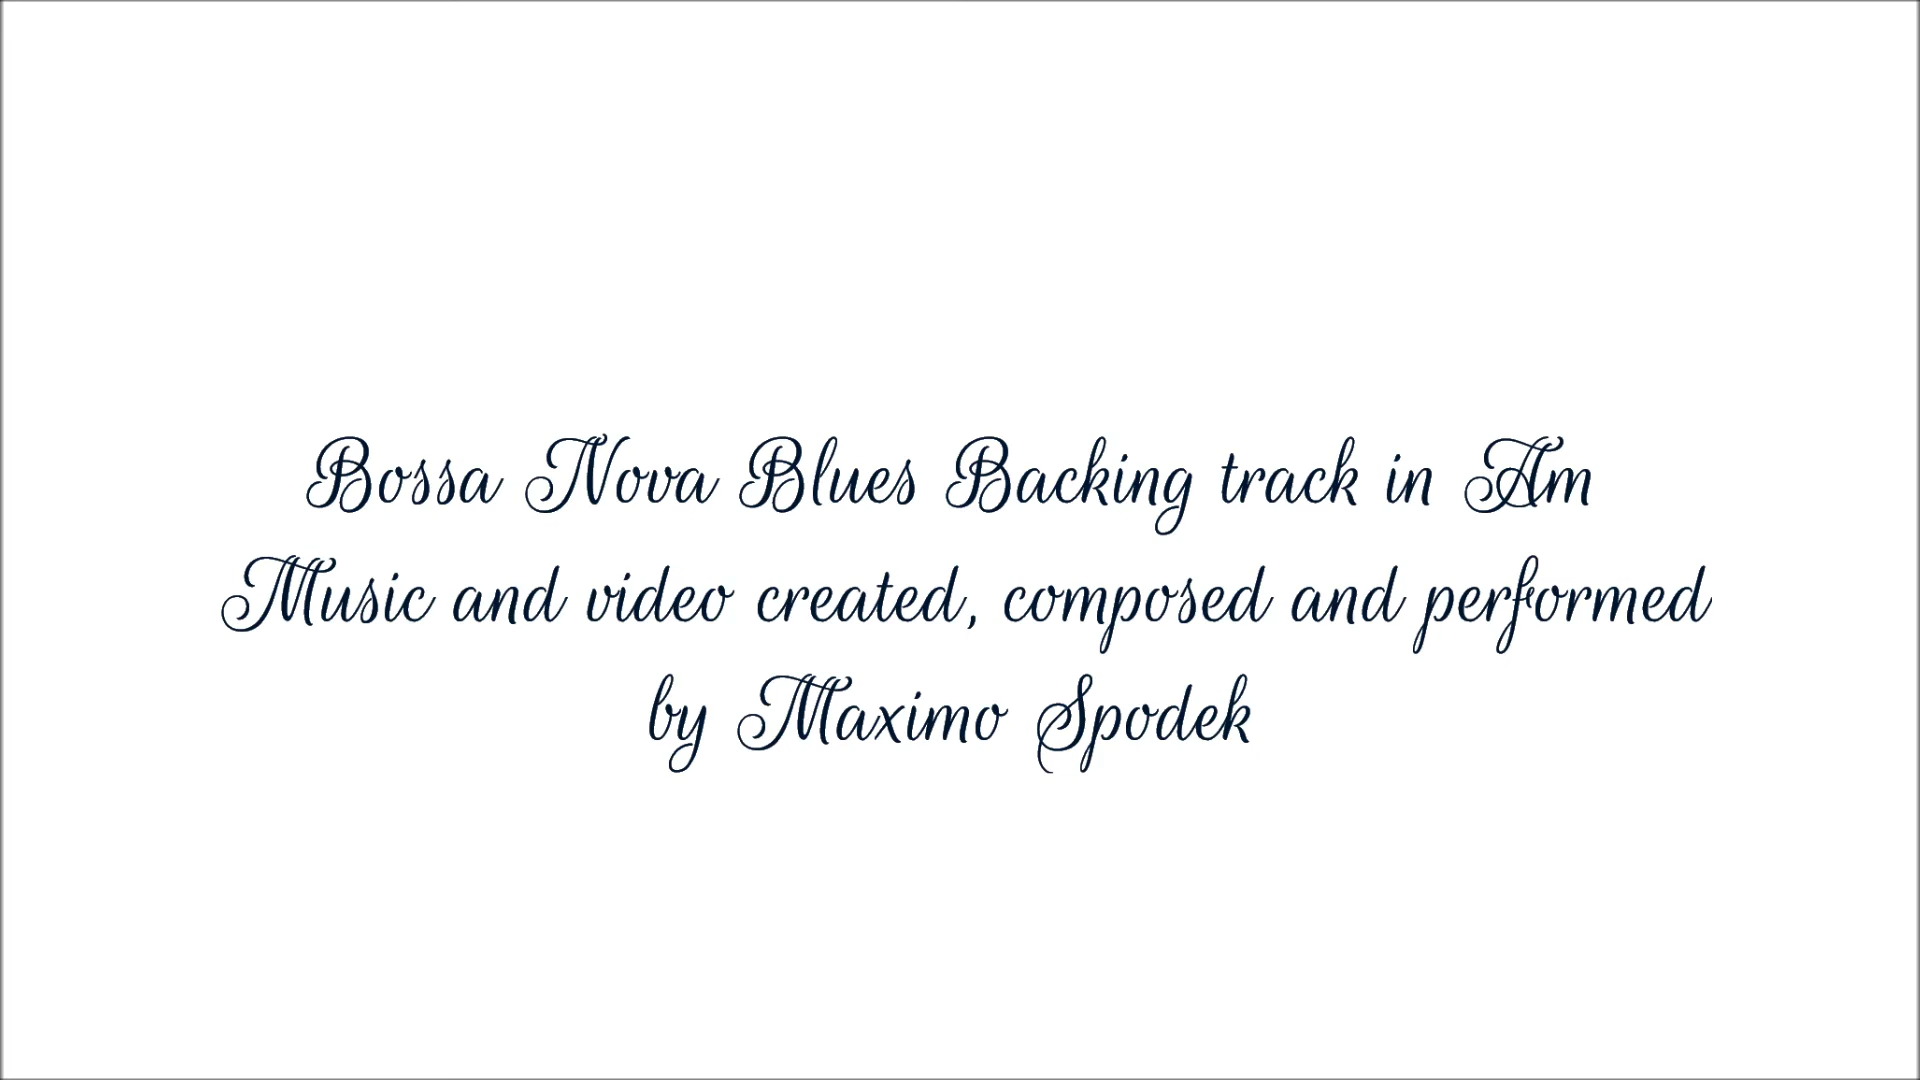 Bossa Nova Blues Backing track in Am
Music and video created, composed and performed
by Maximo Spodek